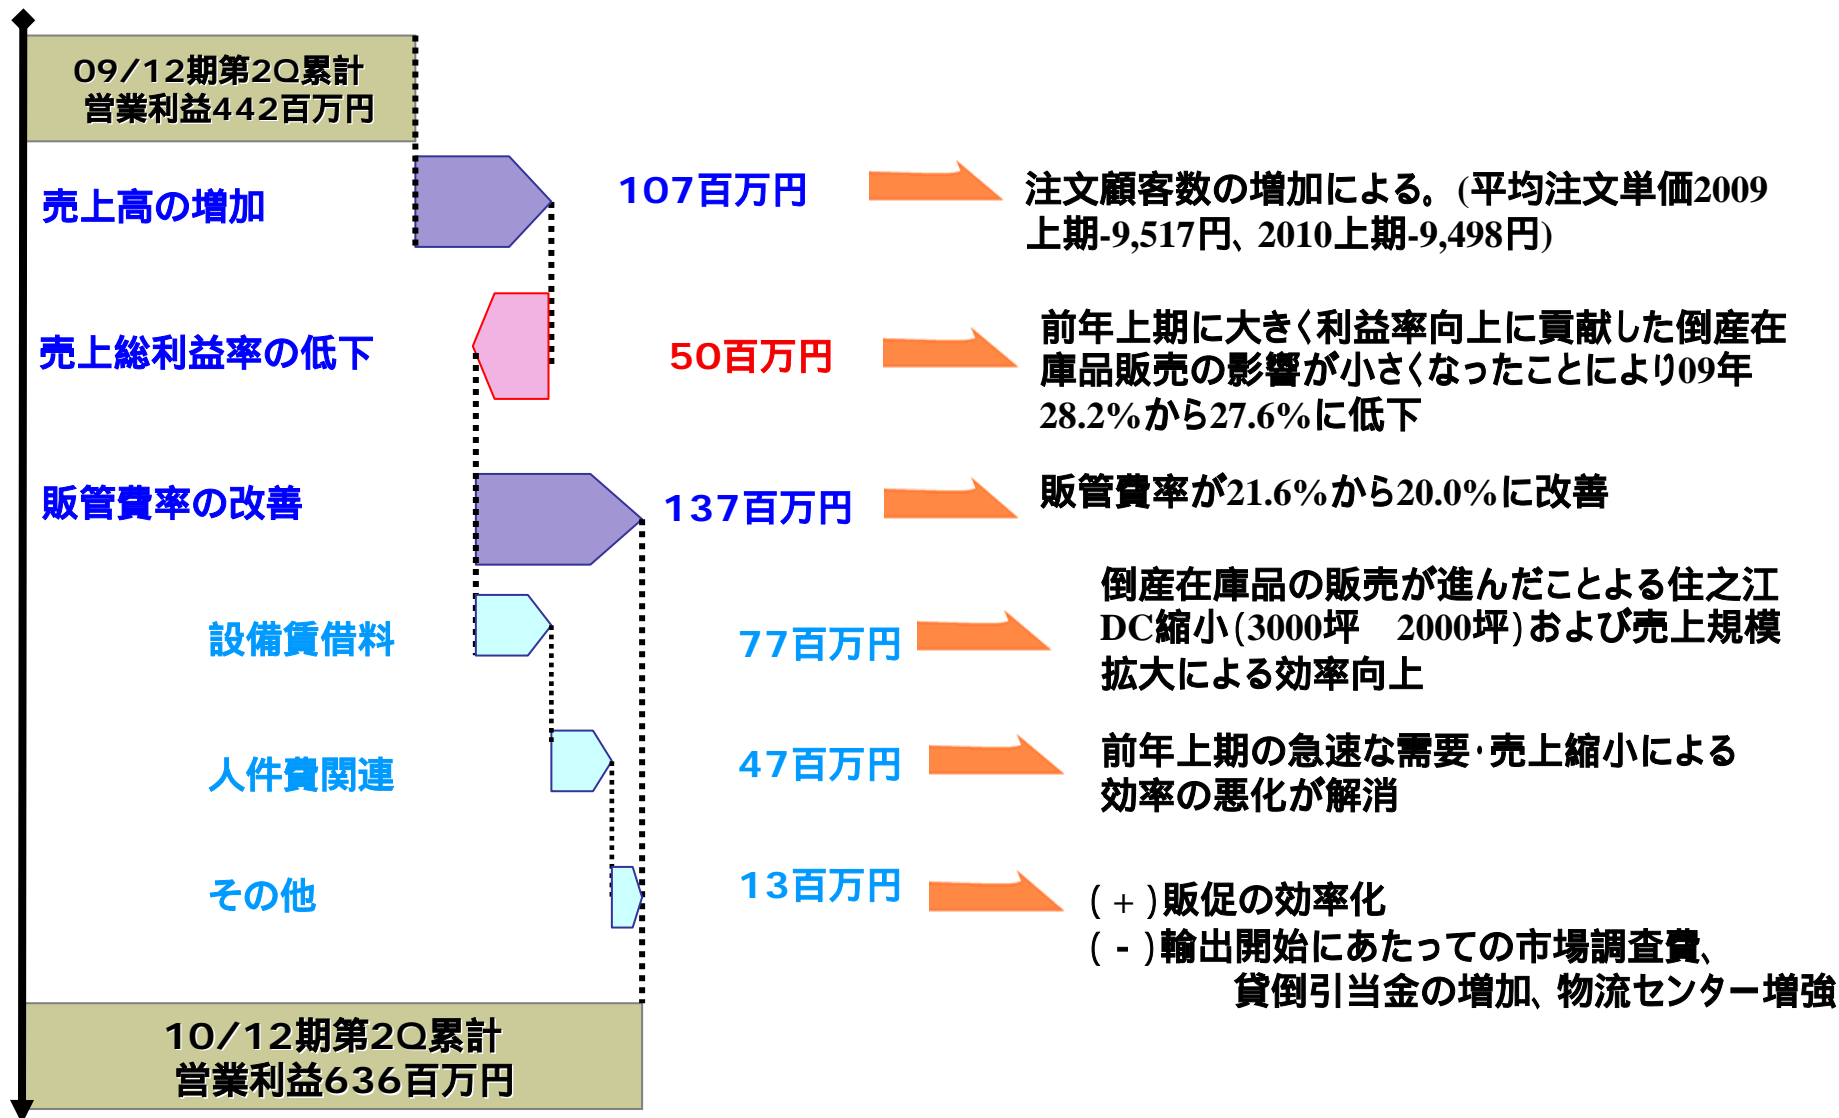 09/12期第2Q累計
営業利益442百万円
売上高の増加
107百万円
注文顧客数の増加による。(平均注文単価2009
上期-9,517円、2010上期-9,498円)
売上総利益率の低下
50百万円
前年上期に大きく利益率向上に貢献した倒産在
庫品販売の影響が小さくなったことにより09年
28.2%から27.6%に低下
販管費率の改善
137百万円
販管費率が21.6%から20.0%に改善
設備賃借料
77百万円
倒産在庫品の販売が進んだことよる住之江
DC縮小(3000坪　2000坪)および売上規模
拡大による効率向上
人件費関連
47百万円
前年上期の急速な需要・売上縮小による
効率の悪化が解消
その他
13百万円
(+)販促の効率化
(-)輸出開始にあたっての市場調査費、
貸倒引当金の増加、物流センター増強
10/12期第2Q累計
営業利益636百万円